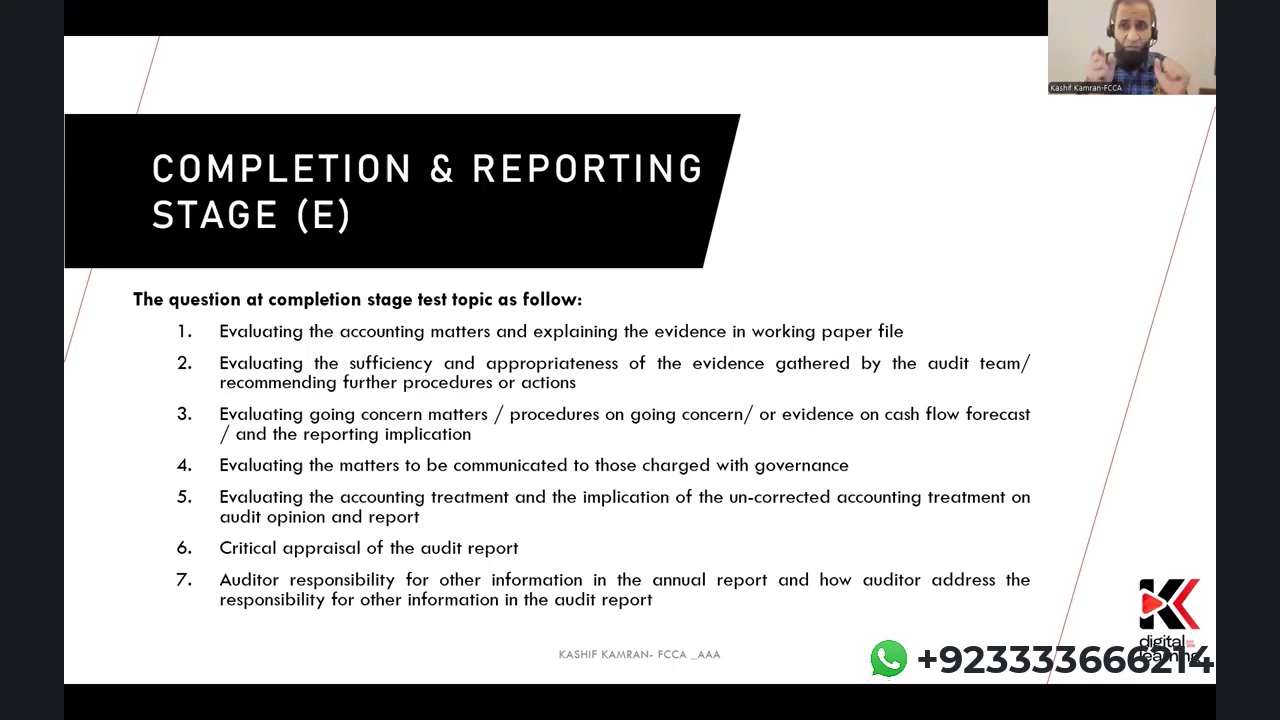 Kashif Kamran-FCCA
COMPLETION & REPORTING
STAGE (E)
The question at completion stage test topic as follow:
1. Evaluating the accounting matters and explaining the evidence in working paper file
2. Evaluating the sufficiency and appropriateness of the evidence gathered by the audit team/
recommending further procedures or actions
3. Evaluating going concern matters / procedures on going concern/ or evidence on cash flow forecast
/ and the reporting implication
4. Evaluating the matters to be communicated to those charged with governance
5. Evaluating the accounting treatment and the implication of the un-corrected accounting treatment on
audit opinion and report
6. Critical appraisal of the audit report
7. Auditor responsibility for other information in the annual report and how auditor address the
responsibility for other information in the audit report
KASHIF KAMRAN- FCCA _AAA
digital
learning
+923333666214